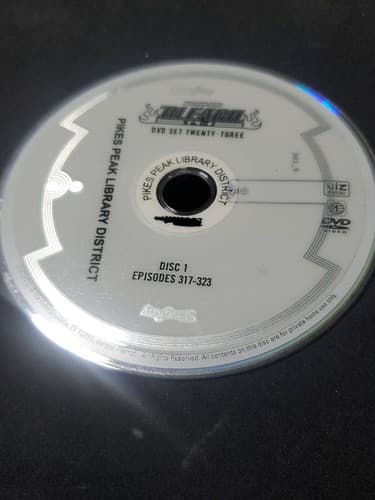 BLEACH
DVD SET TWENTY-THREE
PIKES PEAK LIBRARY DISTRICT
PIKES PEAK LIBRARY DISTRICT
VIZ
DVD
VIDEO
DISC 1
EPISODES 317-323
All Rights Reserved. All contents on this disc are for private home use only.